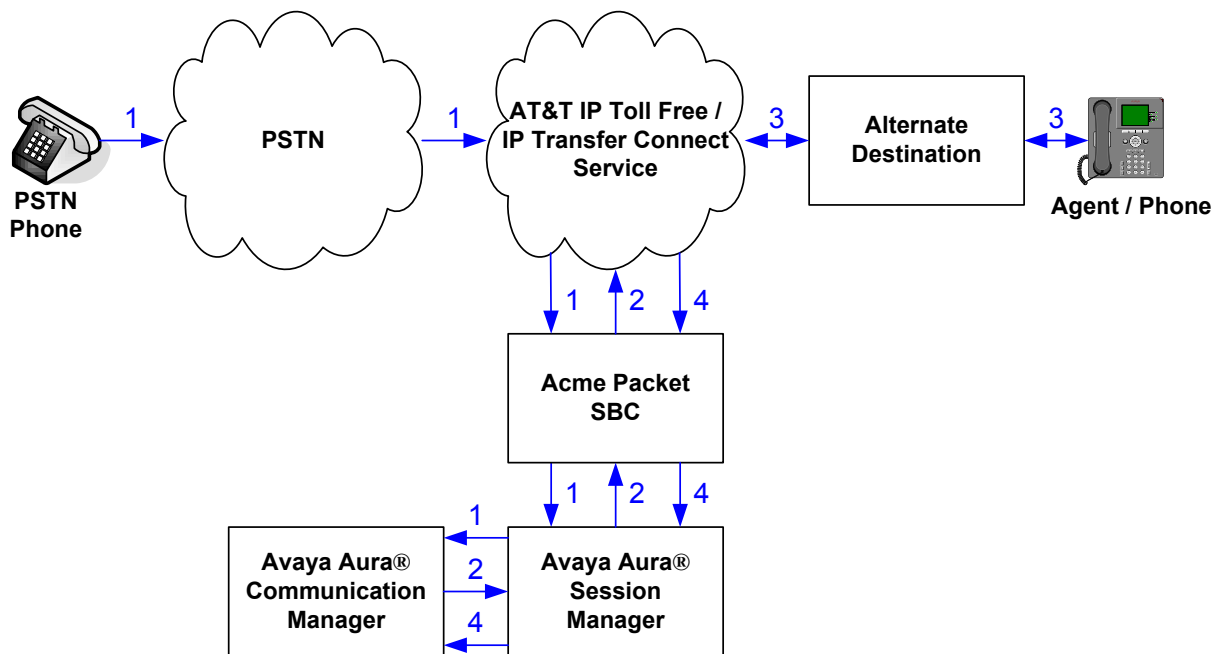 1
PSTN
Phone
PSTN
1
AT&T IP Toll Free /
IP Transfer Connect
Service
3
Alternate
Destination
3
Agent / Phone
1
2
4
Acme Packet
SBC
1
2
4
1
2
4
Avaya Aura®
Communication
Manager
Avaya Aura®
Session
Manager